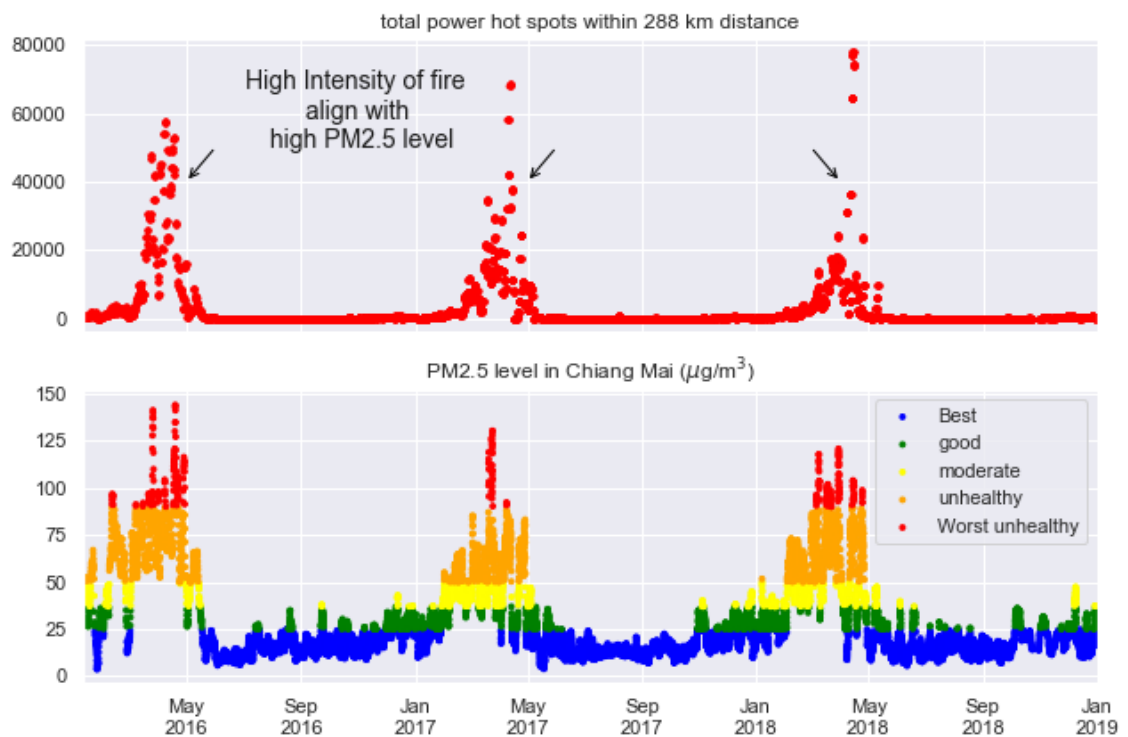 total power hot spots within 288 km distance
80000
60000
40000
20000
0
High Intensity of fire
align with
high PM2.5 level
PM2.5 level in Chiang Mai (μg/m³)
150
125
100
75
50
25
0
Best
good
moderate
unhealthy
Worst unhealthy
May Sep Jan May Sep Jan May Sep Jan
2016 2016 2017 2017 2017 2018 2018 2018 2019